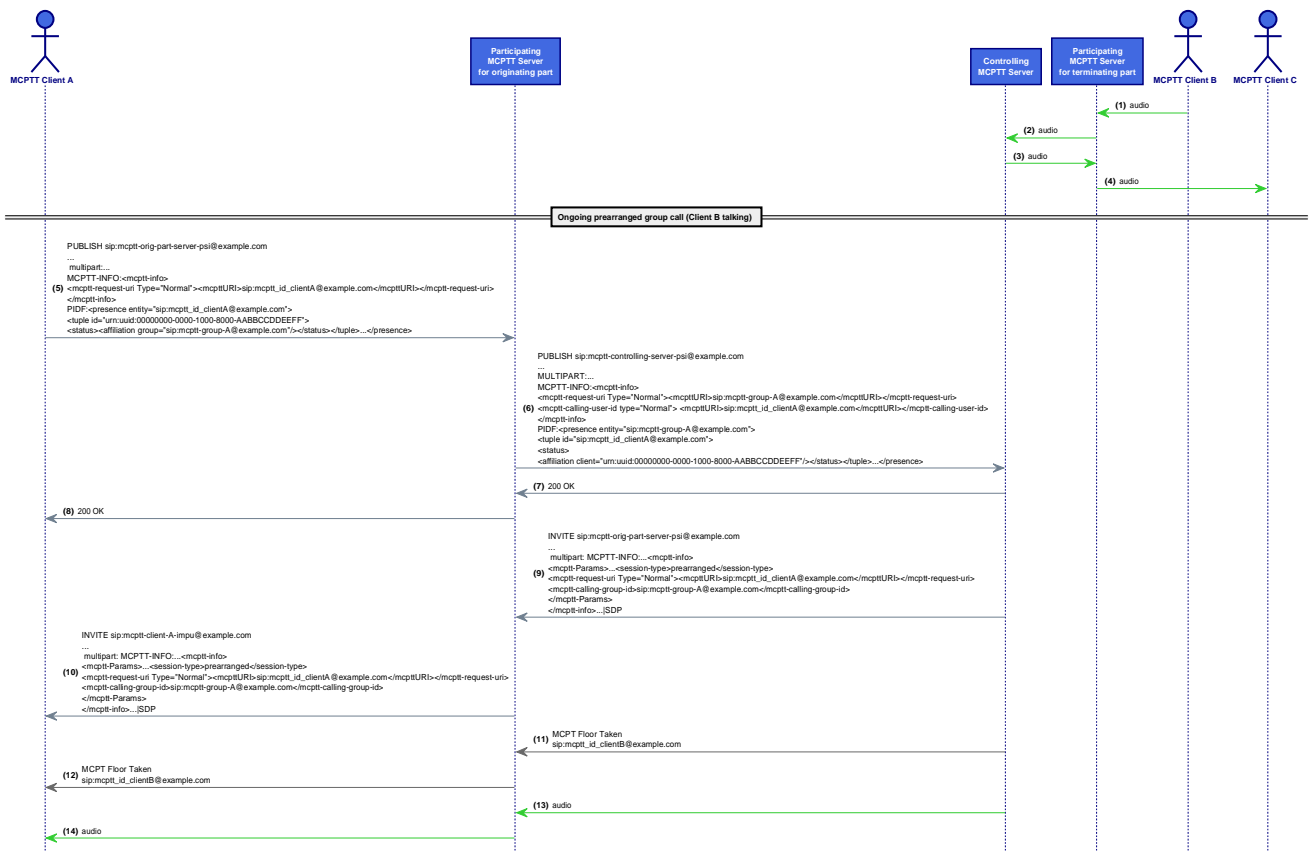 MCPTT Client A
Participating
MCPTT Server
for originating part
Controlling
MCPTT Server
Participating
MCPTT Server
for terminating part
MCPTT Client B
MCPTT Client C
(1) audio
(2) audio
(3) audio
(4) audio
Ongoing prearranged group call (Client B talking)
PUBLISH sip:mcptt-orig-part-server-psi@example.com
...
multipart:...
MCPTT-INFO:<mcptt-info>
(5) <mcptt-request-uri Type="Normal"><mcpttURI>sip:mcptt_id_clientA@example.com</mcpttURI></mcptt-request-uri>
</mcptt-info>
PIDF:<presence entity="sip:mcptt_id_clientA@example.com">
<tuple id="urn:uuid:00000000-0000-1000-8000-AABBCCDDEEFF">
<status><affiliation group="sip:mcptt-group-A@example.com"/></status></tuple>...</presence>
PUBLISH sip:mcptt-controlling-server-psi@example.com
...
MULTIPART:...
MCPTT-INFO:<mcptt-info>
<mcptt-request-uri Type="Normal"><mcpttURI>sip:mcptt-group-A@example.com</mcpttURI></mcptt-request-uri>
(6) <mcptt-calling-user-id type="Normal"> <mcpttURI>sip:mcptt_id_clientA@example.com</mcpttURI></mcptt-calling-user-id>
</mcptt-info>
PIDF:<presence entity="sip:mcptt-group-A@example.com">
<tuple id="sip:mcptt_id_clientA@example.com">
<status>
<affiliation client="urn:uuid:00000000-0000-1000-8000-AABBCCDDEEFF"/></status></tuple>...</presence>
(7) 200 OK
(8) 200 OK
INVITE sip:mcptt-orig-part-server-psi@example.com
...
multipart: MCPTT-INFO:...<mcptt-info>
<mcptt-Params>...<session-type>prearranged</session-type>
(9) <mcptt-request-uri Type="Normal"><mcpttURI>sip:mcptt_id_clientA@example.com</mcpttURI></mcptt-request-uri>
<mcptt-calling-group-id>sip:mcptt-group-A@example.com</mcptt-calling-group-id>
</mcptt-Params>
</mcptt-info>...|SDP
INVITE sip:mcptt-client-A-impu@example.com
...
multipart: MCPTT-INFO:...<mcptt-info>
<mcptt-Params>...<session-type>prearranged</session-type>
(10) <mcptt-request-uri Type="Normal"><mcpttURI>sip:mcptt_id_clientA@example.com</mcpttURI></mcptt-request-uri>
<mcptt-calling-group-id>sip:mcptt-group-A@example.com</mcptt-calling-group-id>
</mcptt-Params>
</mcptt-info>...|SDP
(11) MCPT Floor Taken
sip:mcptt_id_clientB@example.com
(12) MCPT Floor Taken
sip:mcptt_id_clientB@example.com
(13) audio
(14) audio